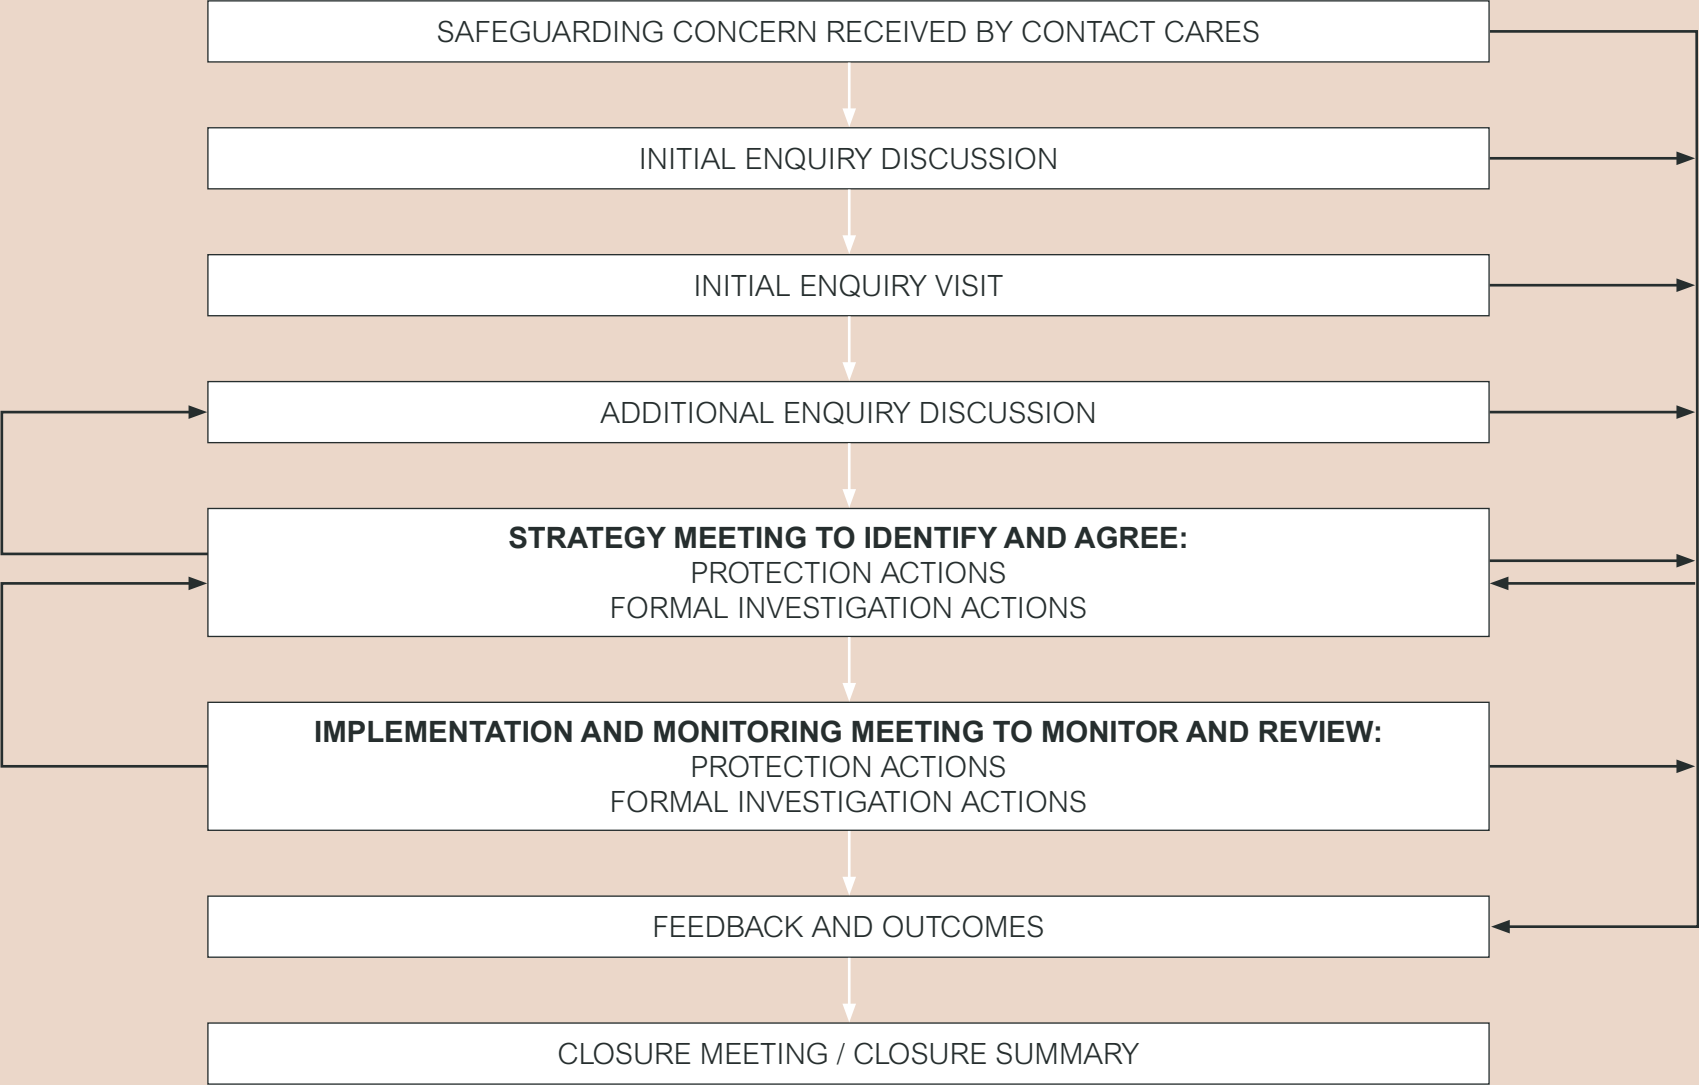 SAFEGUARDING CONCERN RECEIVED BY CONTACT CARES
INITIAL ENQUIRY DISCUSSION
INITIAL ENQUIRY VISIT
ADDITIONAL ENQUIRY DISCUSSION
STRATEGY MEETING TO IDENTIFY AND AGREE:
PROTECTION ACTIONS
FORMAL INVESTIGATION ACTIONS
IMPLEMENTATION AND MONITORING MEETING TO MONITOR AND REVIEW:
PROTECTION ACTIONS
FORMAL INVESTIGATION ACTIONS
FEEDBACK AND OUTCOMES
CLOSURE MEETING / CLOSURE SUMMARY